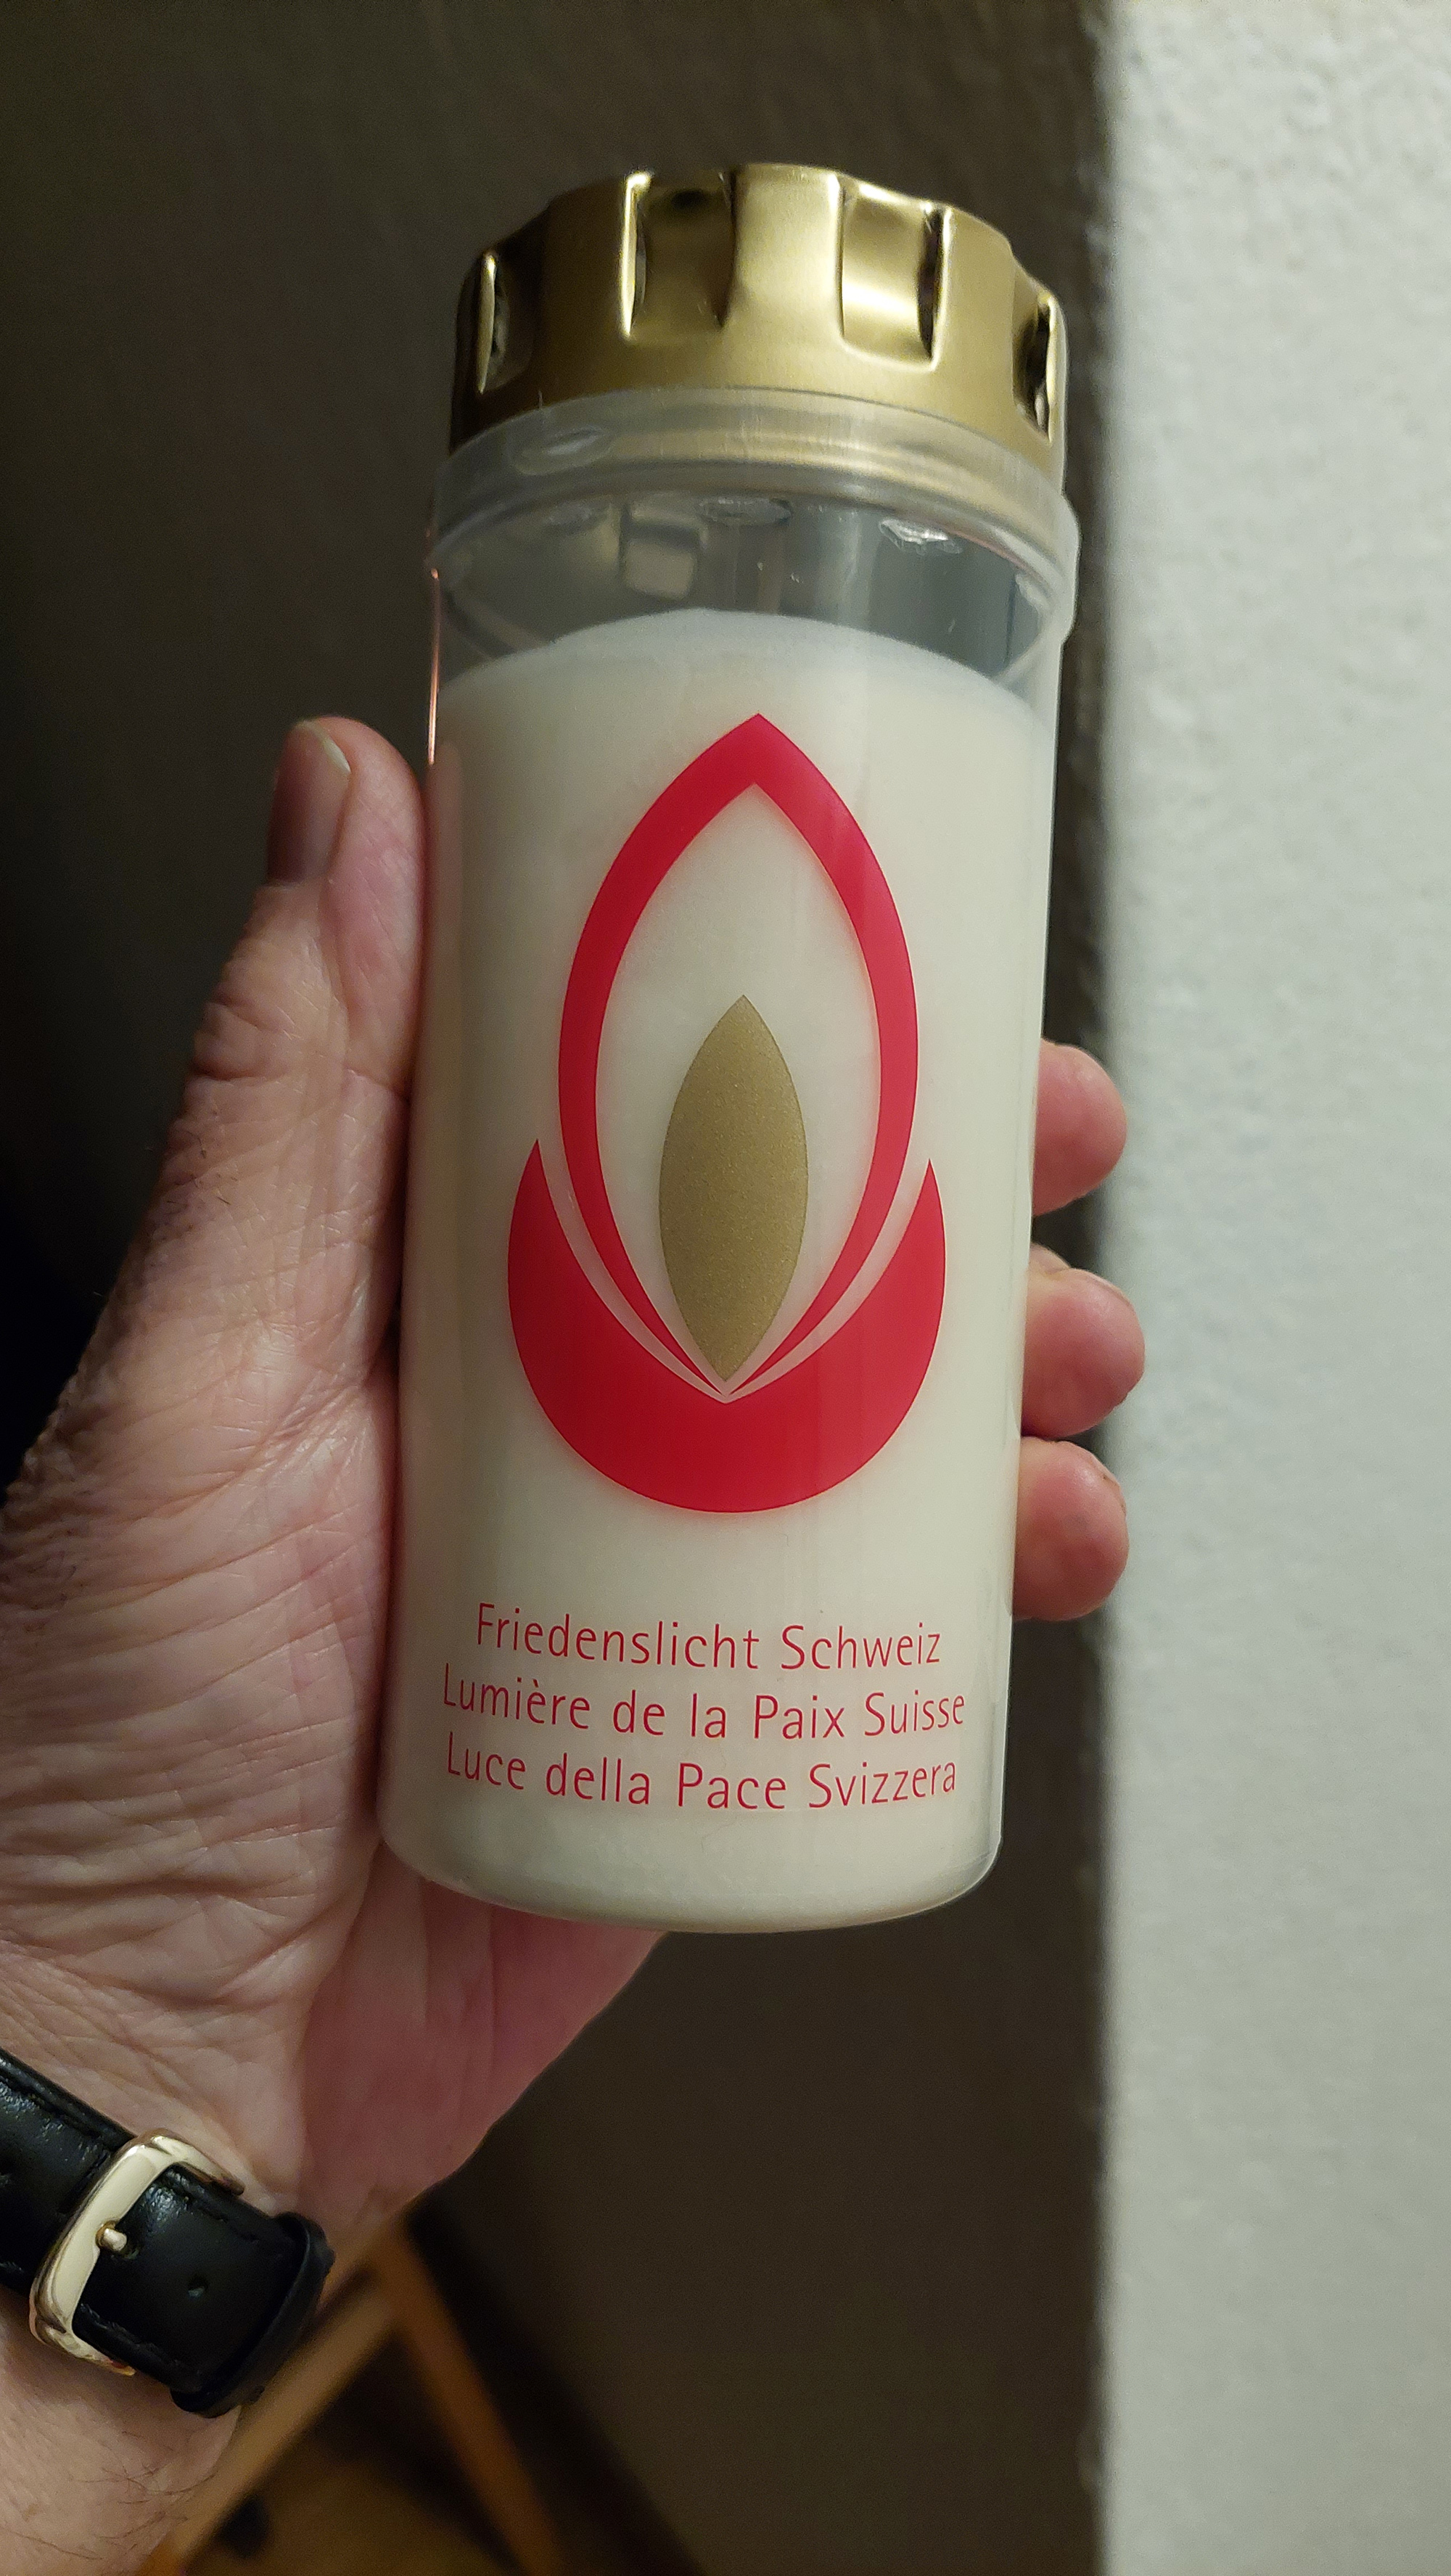 Friedenslicht Schweiz
Lumière de la Paix Suisse
Luce della Pace Svizzera